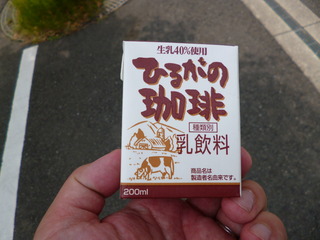 生乳40%使用
ひるがの
珈琲
種類別
乳飲料
商品名は
製造者名由来です。
200ml